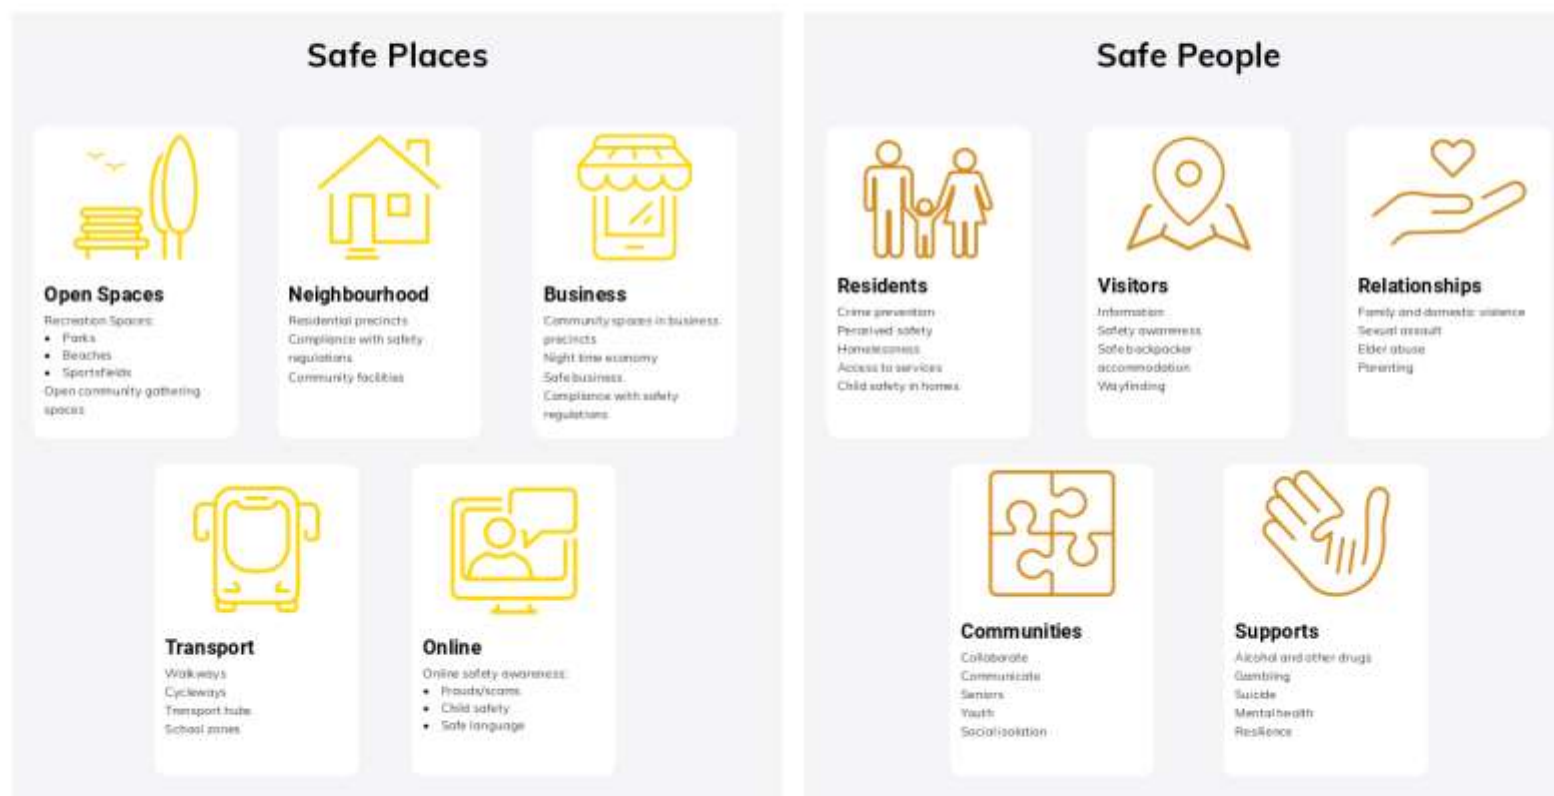 Safe Places
Open Spaces
Recreation Spaces:
• Parks
• Beaches
• Sportsfields
Open community gathering
spaces
Neighbourhood
Residential precincts
Compliance with safety
regulations
Community facilities
Business
Community spaces in business
precincts
Night time economy
Safe business
Compliance with safety
regulations
Transport
Walkways
Cycleways
Transport hubs
School zones
Online
Online safety awareness:
• Frauds/scams
• Child safety
• Safe language
Safe People
Residents
Crime prevention
Perceived safety
Homelessness
Access to services
Child safety in homes
Visitors
Information
Safety awareness
Safe backpacker
accommodation
Wayfinding
Relationships
Family and domestic violence
Sexual assault
Elder abuse
Parenting
Communities
Collaborate
Communicate
Seniors
Youth
Social isolation
Supports
Alcohol and other drugs
Gambling
Suicide
Mental health
Resilience